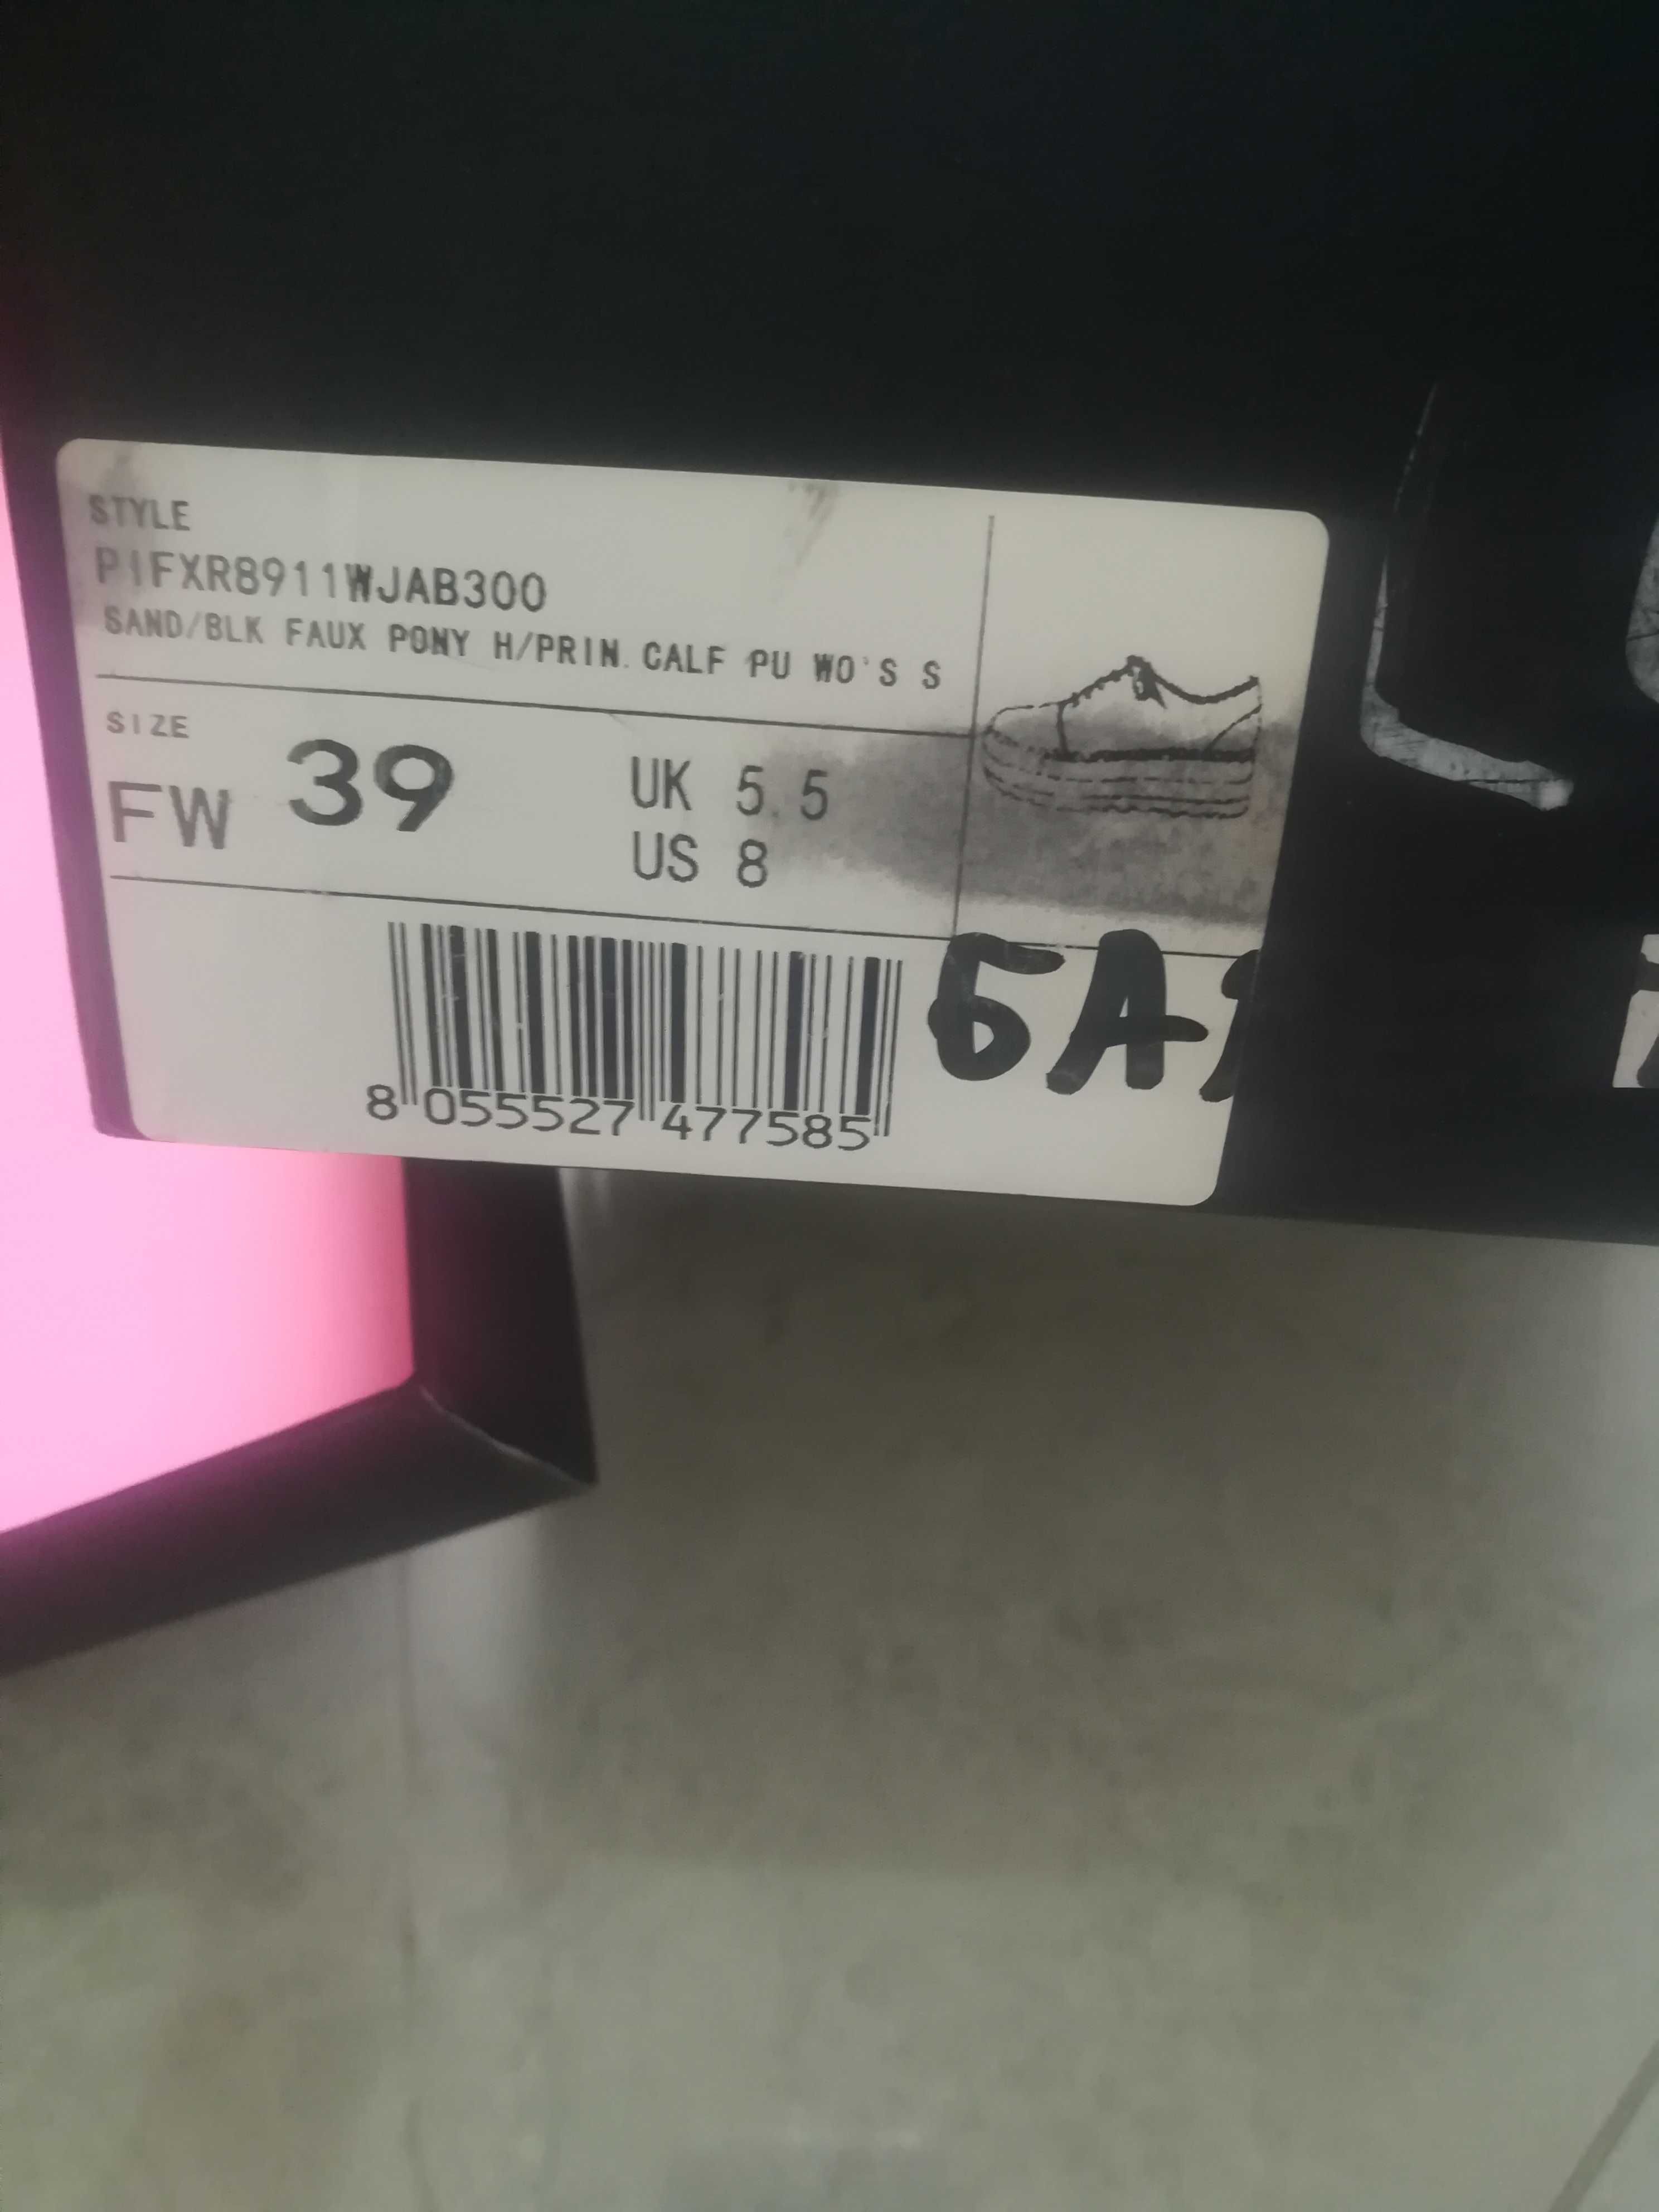 STYLE
PIFXR8911WJAB300
SAND/BLK FAUX PONY H/PRIN.CALF PU WO'S S
SIZE
FW 39
UK 5.5
US 8
8 055527 477585